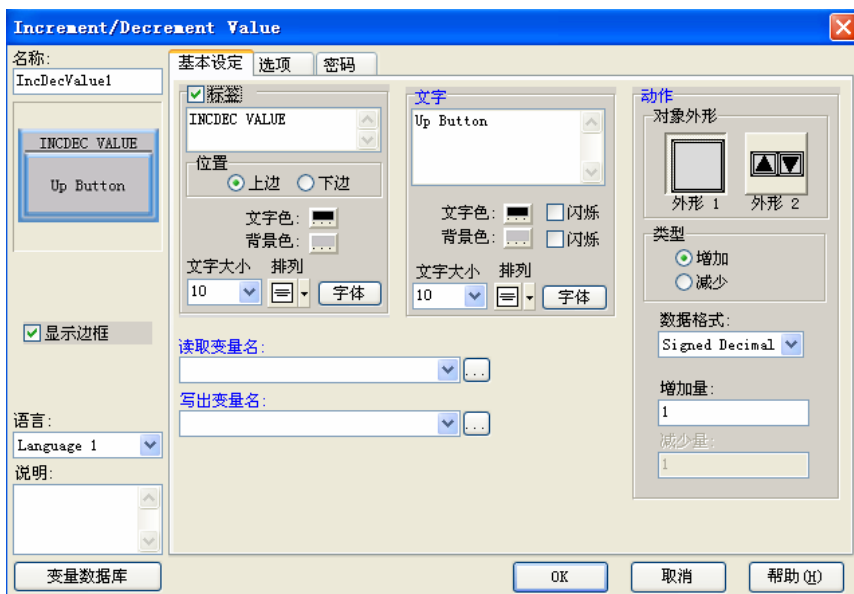 Increment/Decrement Value
名称:
IncDecValue1
INCDEC VALUE
Up Button
显示边框
语言:
Language 1
说明:
变量数据库
基本设定 选项 密码
标签
INCDEC VALUE
位置
上边 下边
文字色: ...
背景色: ...
文字大小 排列
10 字体
文字
Up Button
文字色: ... 闪烁
背景色: ... 闪烁
文字大小 排列
10 字体
读取变量名:
...
写出变量名:
...
动作
对象外形
外形 1 外形 2
类型
增加
减少
数据格式:
Signed Decimal
增加量:
1
减少量:
1
OK 取消 帮助(H)